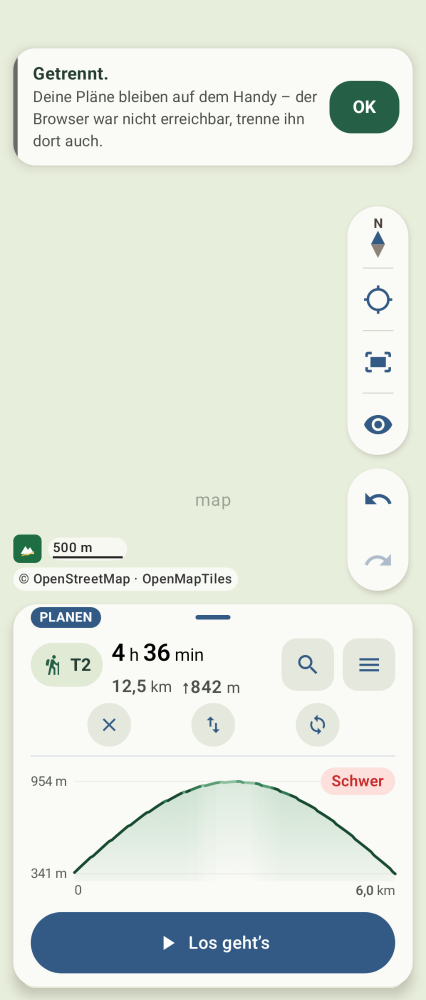 Getrennt.
Deine Pläne bleiben auf dem Handy – der
Browser war nicht erreichbar, trenne ihn
dort auch.
OK
N
map
500 m
© OpenStreetMap · OpenMapTiles
PLANEN
T2
4 h 36 min
12,5 km ↑842 m
954 m
Schwer
341 m
0
6,0 km
Los geht's